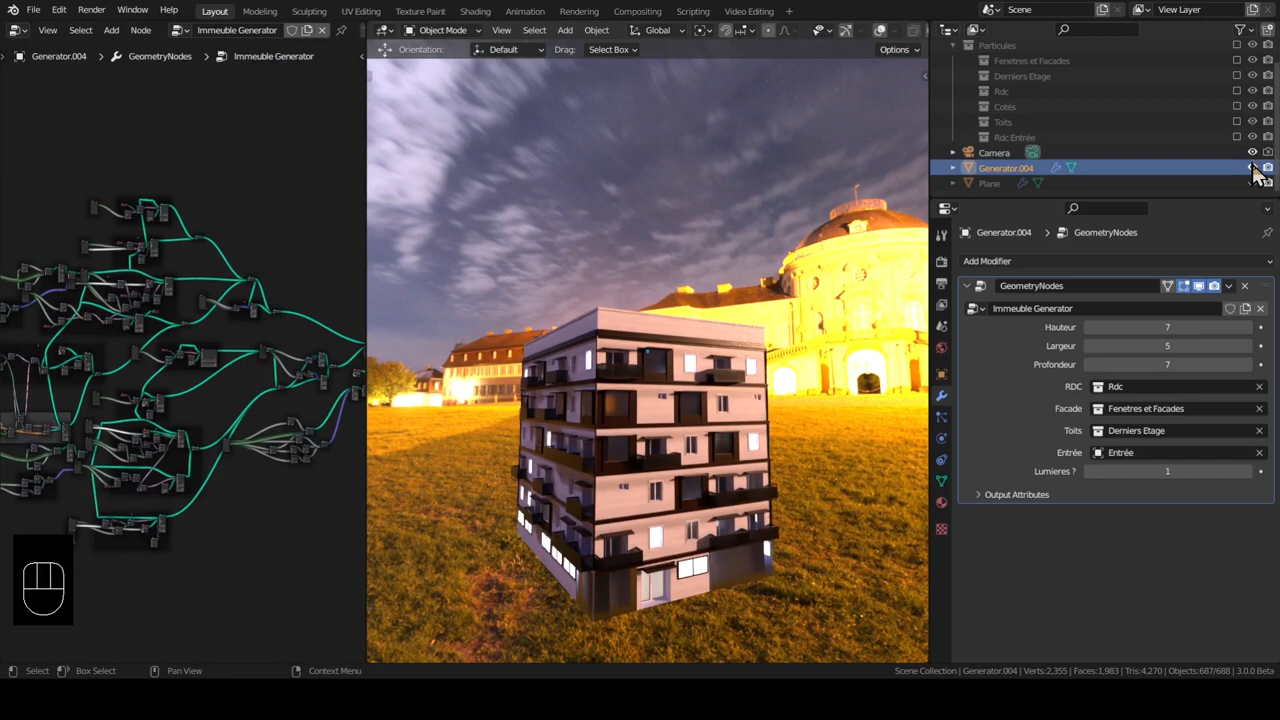 File Edit Render Window Help Layout Modeling Sculpting UV Editing Texture Paint Shading Animation Rendering Compositing Scripting Video Editing + Scene View Layer
View Select Add Node Immeuble Generator Object Mode View Select Add Object Global
Generator.004 > GeometryNodes > Immeuble Generator Orientation: Default Drag: Select Box Options
Particules
Fenetres et Facades
Derniers Etage
Rdc
Cotés
Toits
Rdc Entrée
Camera
Generator.004
Plane
Generator.004 > GeometryNodes
Add Modifier
GeometryNodes
Immeuble Generator
Hauteur 7
Largeur 5
Profondeur 7
RDC Rdc
Facade Fenetres et Facades
Toits Derniers Etage
Entrée Entrée
Lumieres ? 1
Output Attributes
Select Box Select Pan View Context Menu Scene Collection | Generator.004 | Verts:2,355 | Faces:1,983 | Tris:4,270 | Objects:687/688 | 3.0.0 Beta